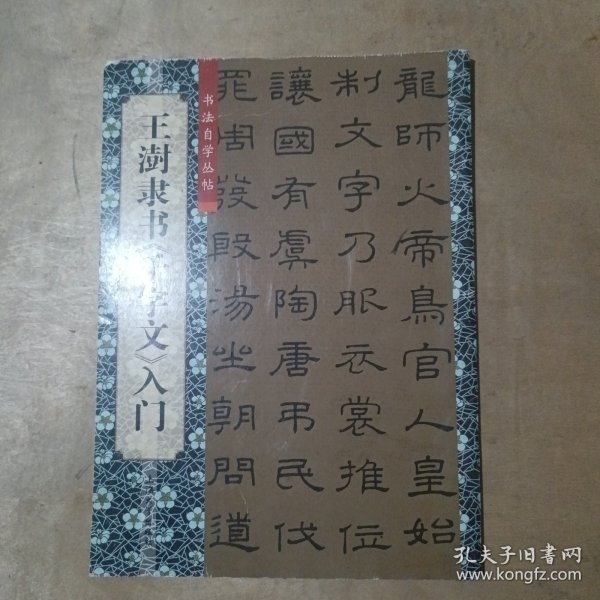 书法自学丛帖
王澍隶书《千字文》入门
龍師火帝鳥官人皇始
制文字乃服衣裳推位
讓國有虞陶唐弔民伐
罪周發殷湯坐朝問道
孔夫子旧书网
www.kongfz.com